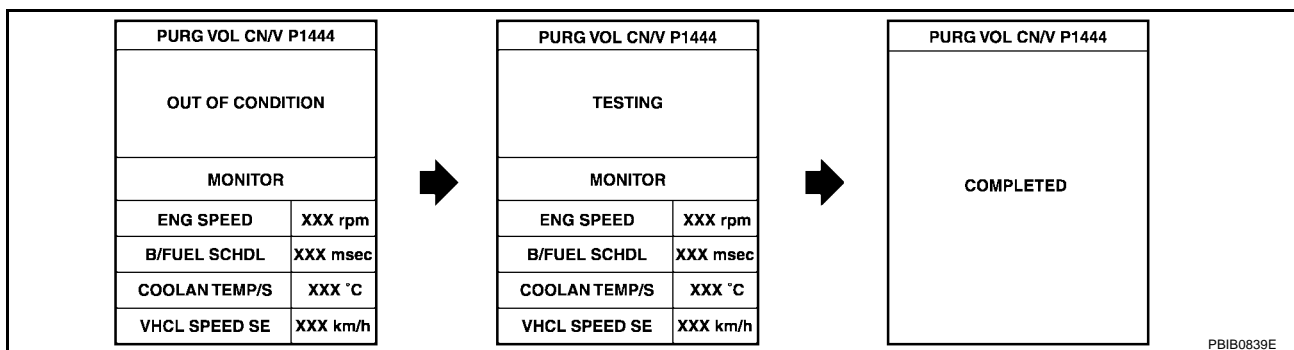 PURG VOL CN/V P1444
OUT OF CONDITION
MONITOR
ENG SPEED XXX rpm
B/FUEL SCHDL XXX msec
COOLAN TEMP/S XXX °C
VHCL SPEED SE XXX km/h
PURG VOL CN/V P1444
TESTING
MONITOR
ENG SPEED XXX rpm
B/FUEL SCHDL XXX msec
COOLAN TEMP/S XXX °C
VHCL SPEED SE XXX km/h
PURG VOL CN/V P1444
COMPLETED
PBIB0839E